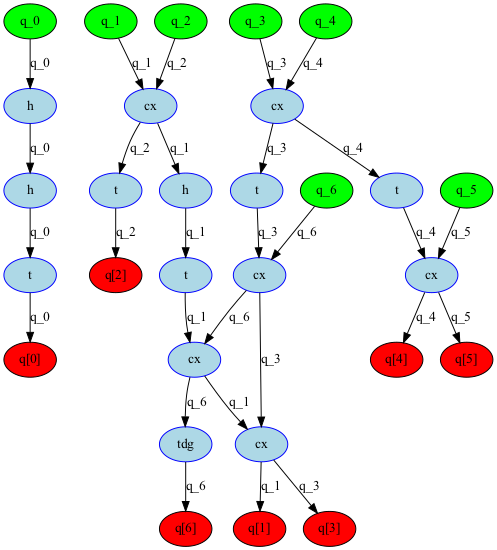 q_0 q_1 q_2 q_3 q_4
q_0 q_1 q_2 q_3 q_4
h cx cx
q_0 q_2 q_1 q_3 q_4
h t h t q_6 t q_5
q_0 q_2 q_1 q_3 q_6 q_4 q_5
t q[2] t cx cx
q_0 q_1 q_6 q_4 q_5
q[0] cx q_3 q[4] q[5]
q_6 q_1
tdg cx
q_6 q_1 q_3
q[6] q[1] q[3]